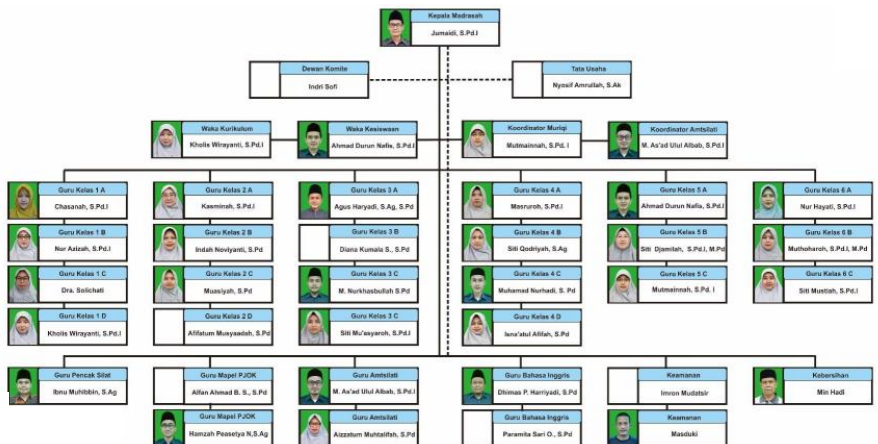 Kepala Madrasah
Jumaidi, S.Pd.I
Dewan Komite
Indri Sofi
Tata Usaha
Nyosif Amrullah, S.Ak
Waka Kurikulum
Kholis Wirayanti, S.Pd.I
Waka Kesiswaan
Ahmad Durun Nafis, S.Pd.I
Koordinator Muriqi
Mutmainnah, S.Pd. I
Koordinator Amtsilati
M. As'ad Ulul Albab, S.Pd.I
Guru Kelas 1 A
Chasanah, S.Pd.I
Guru Kelas 2 A
Kasminah, S.Pd.I
Guru Kelas 3 A
Agus Haryadi, S.Ag, S.Pd
Guru Kelas 4 A
Masruroh, S.Pd.I
Guru Kelas 5 A
Ahmad Durun Nafis, S.Pd.I
Guru Kelas 6 A
Nur Hayati, S.Pd.I
Guru Kelas 1 B
Nur Azizah, S.Pd.I
Guru Kelas 2 B
Indah Noviyanti, S.Pd
Guru Kelas 3 B
Diana Kumala S., S.Pd
Guru Kelas 4 B
Siti Qodriyah, S.Ag
Guru Kelas 5 B
Siti Djamilah, S.Pd.I, M.Pd
Guru Kelas 6 B
Muthoharoh, S.Pd.I, M.Pd
Guru Kelas 1 C
Dra. Solichati
Guru Kelas 2 C
Muasiyah, S.Pd
Guru Kelas 3 C
M. Nurkhasbullah S.Pd
Guru Kelas 4 C
Muhamad Nurhadi, S. Pd
Guru Kelas 5 C
Mutmainnah, S.Pd. I
Guru Kelas 6 C
Siti Mustiah, S.Pd.I
Guru Kelas 1 D
Kholis Wirayanti, S.Pd.I
Guru Kelas 2 D
Afifatum Musyaadah, S.Pd
Guru Kelas 3 C
Siti Mu'asyaroh, S.Pd.I
Guru Kelas 4 D
Isna'atul Afifah, S.Pd
Guru Pencak Silat
Ibnu Muhibbin, S.Ag
Guru Mapel PJOK
Alfan Ahmad B. S., S.Pd
Guru Amtsilati
M. As'ad Ulul Albab, S.Pd.I
Guru Bahasa Inggris
Dhimas P. Harriyadi, S.Pd
Keamanan
Imron Mudatsir
Kebersihan
Min Hadi
Guru Mapel PJOK
Hamzah Peasetya N,S.Ag
Guru Amtsilati
Aizzatum Muhtalifah, S.Pd
Guru Bahasa Inggris
Paramita Sari O., S.Pd
Keamanan
Masduki